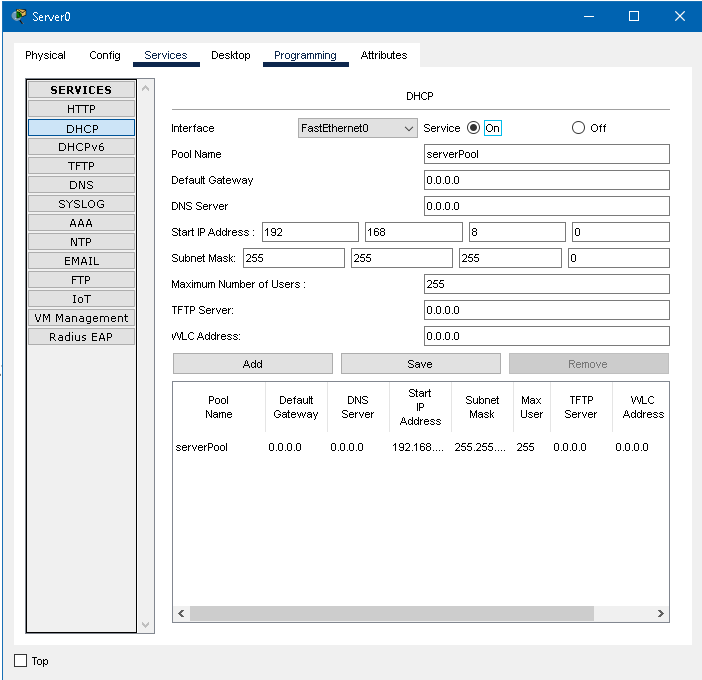 Server0
Physical Config Services Desktop Programming Attributes
SERVICES
HTTP
DHCP
DHCPv6
TFTP
DNS
SYSLOG
AAA
NTP
EMAIL
FTP
IoT
VM Management
Radius EAP
DHCP
Interface FastEthernet0 Service On Off
Pool Name serverPool
Default Gateway 0.0.0.0
DNS Server 0.0.0.0
Start IP Address : 192 168 8 0
Subnet Mask: 255 255 255 0
Maximum Number of Users : 255
TFTP Server: 0.0.0.0
WLC Address: 0.0.0.0
Add Save Remove
Pool Name Default Gateway DNS Server Start IP Address Subnet Mask Max User TFTP Server WLC Address
serverPool 0.0.0.0 0.0.0.0 192.168.... 255.255.... 255 0.0.0.0 0.0.0.0
Top